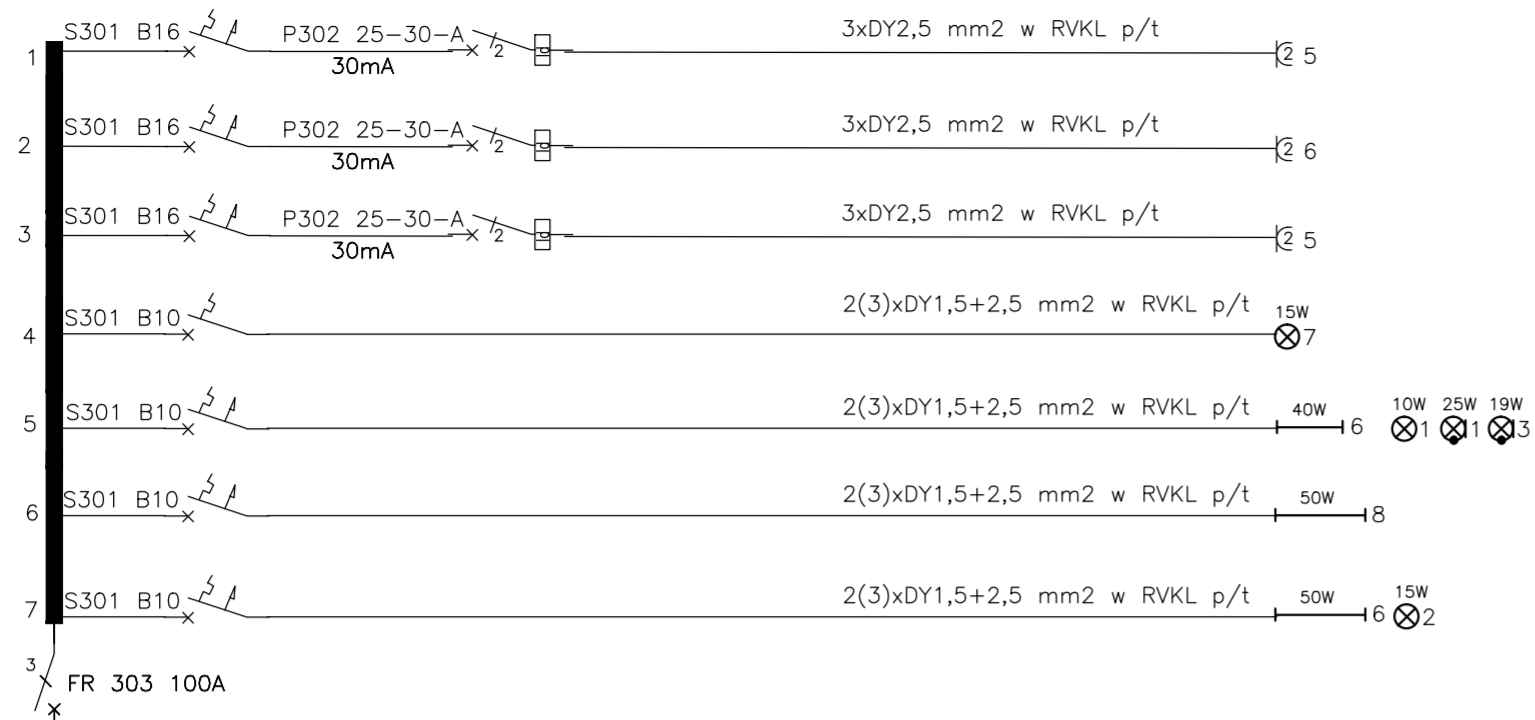 1 S301 B16 P302 25-30-A 2 3xDY2,5 mm2 w RVKL p/t 2 5
30mA
2 S301 B16 P302 25-30-A 2 3xDY2,5 mm2 w RVKL p/t 2 6
30mA
3 S301 B16 P302 25-30-A 2 3xDY2,5 mm2 w RVKL p/t 2 5
30mA
4 S301 B10 2(3)xDY1,5+2,5 mm2 w RVKL p/t 15W 7
5 S301 B10 2(3)xDY1,5+2,5 mm2 w RVKL p/t 40W 6 10W 1 25W 1 19W 3
6 S301 B10 2(3)xDY1,5+2,5 mm2 w RVKL p/t 50W 8
7 S301 B10 2(3)xDY1,5+2,5 mm2 w RVKL p/t 50W 6 15W 2
3 FR 303 100A